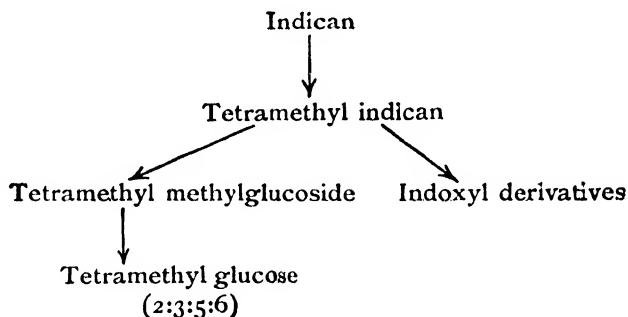 Indican
Tetramethyl indican
Tetramethyl methylglucoside Indoxyl derivatives
Tetramethyl glucose
(2:3:5:6)